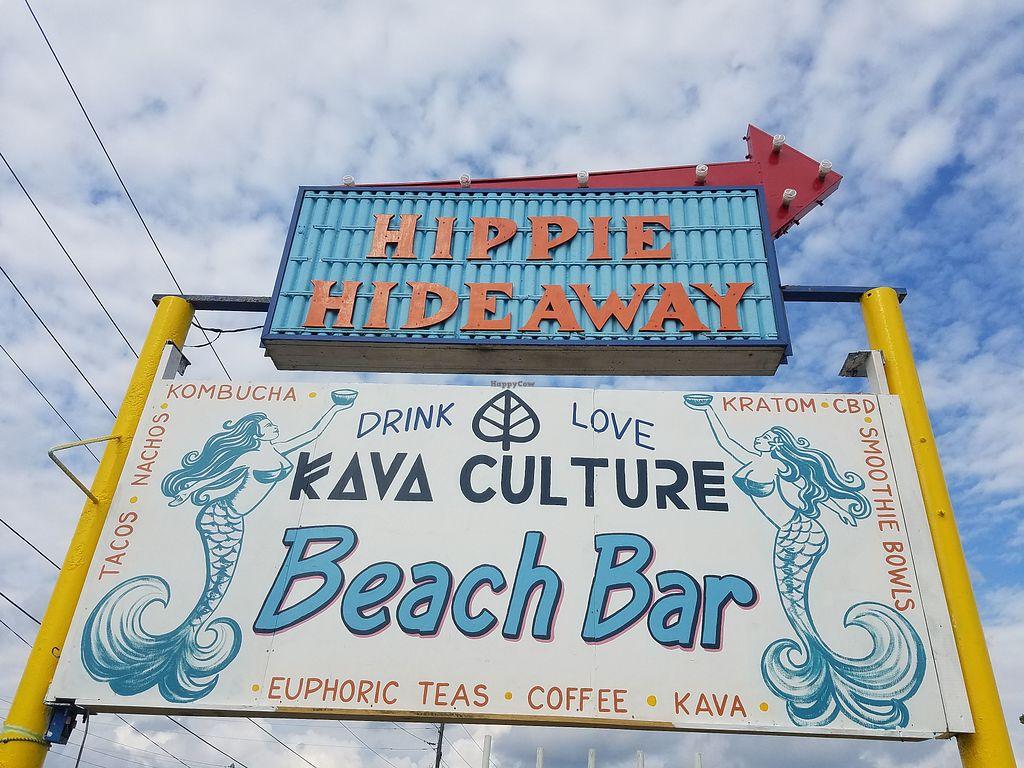 HIPPIE
HIDEAWAY
HappyCow
KOMBUCHA •
TACOS • NACHOS •
DRINK LOVE
KAVA CULTURE
Beach Bar
KRATOM • CBD
• SMOOTHIE BOWLS
• EUPHORIC TEAS • COFFEE • KAVA •